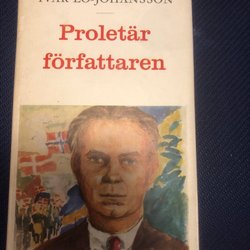 IVAR LO-JOHANSSON
Proletär
författaren